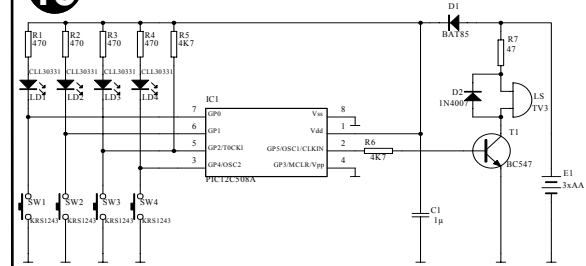 D1
BAT85
R1
470
R2
470
R3
470
R4
470
R5
4K7
R7
47
CLL30331
CLL30331
CLL30331
CLL30331
LD1
LD2
LD3
LD4
D2
1N4007
LS
TV3
IC1
7 GP0 Vss 8
6 GP1 Vdd 1
5 GP2/T0CKI GP5/OSC1/CLKIN 2
3 GP4/OSC2 GP3/MCLR/Vpp 4
PIC12C508A
R6
4K7
T1
BC547
SW1
KRS1243
SW2
KRS1243
SW3
KRS1243
SW4
KRS1243
C1
1µ
E1
3xAA